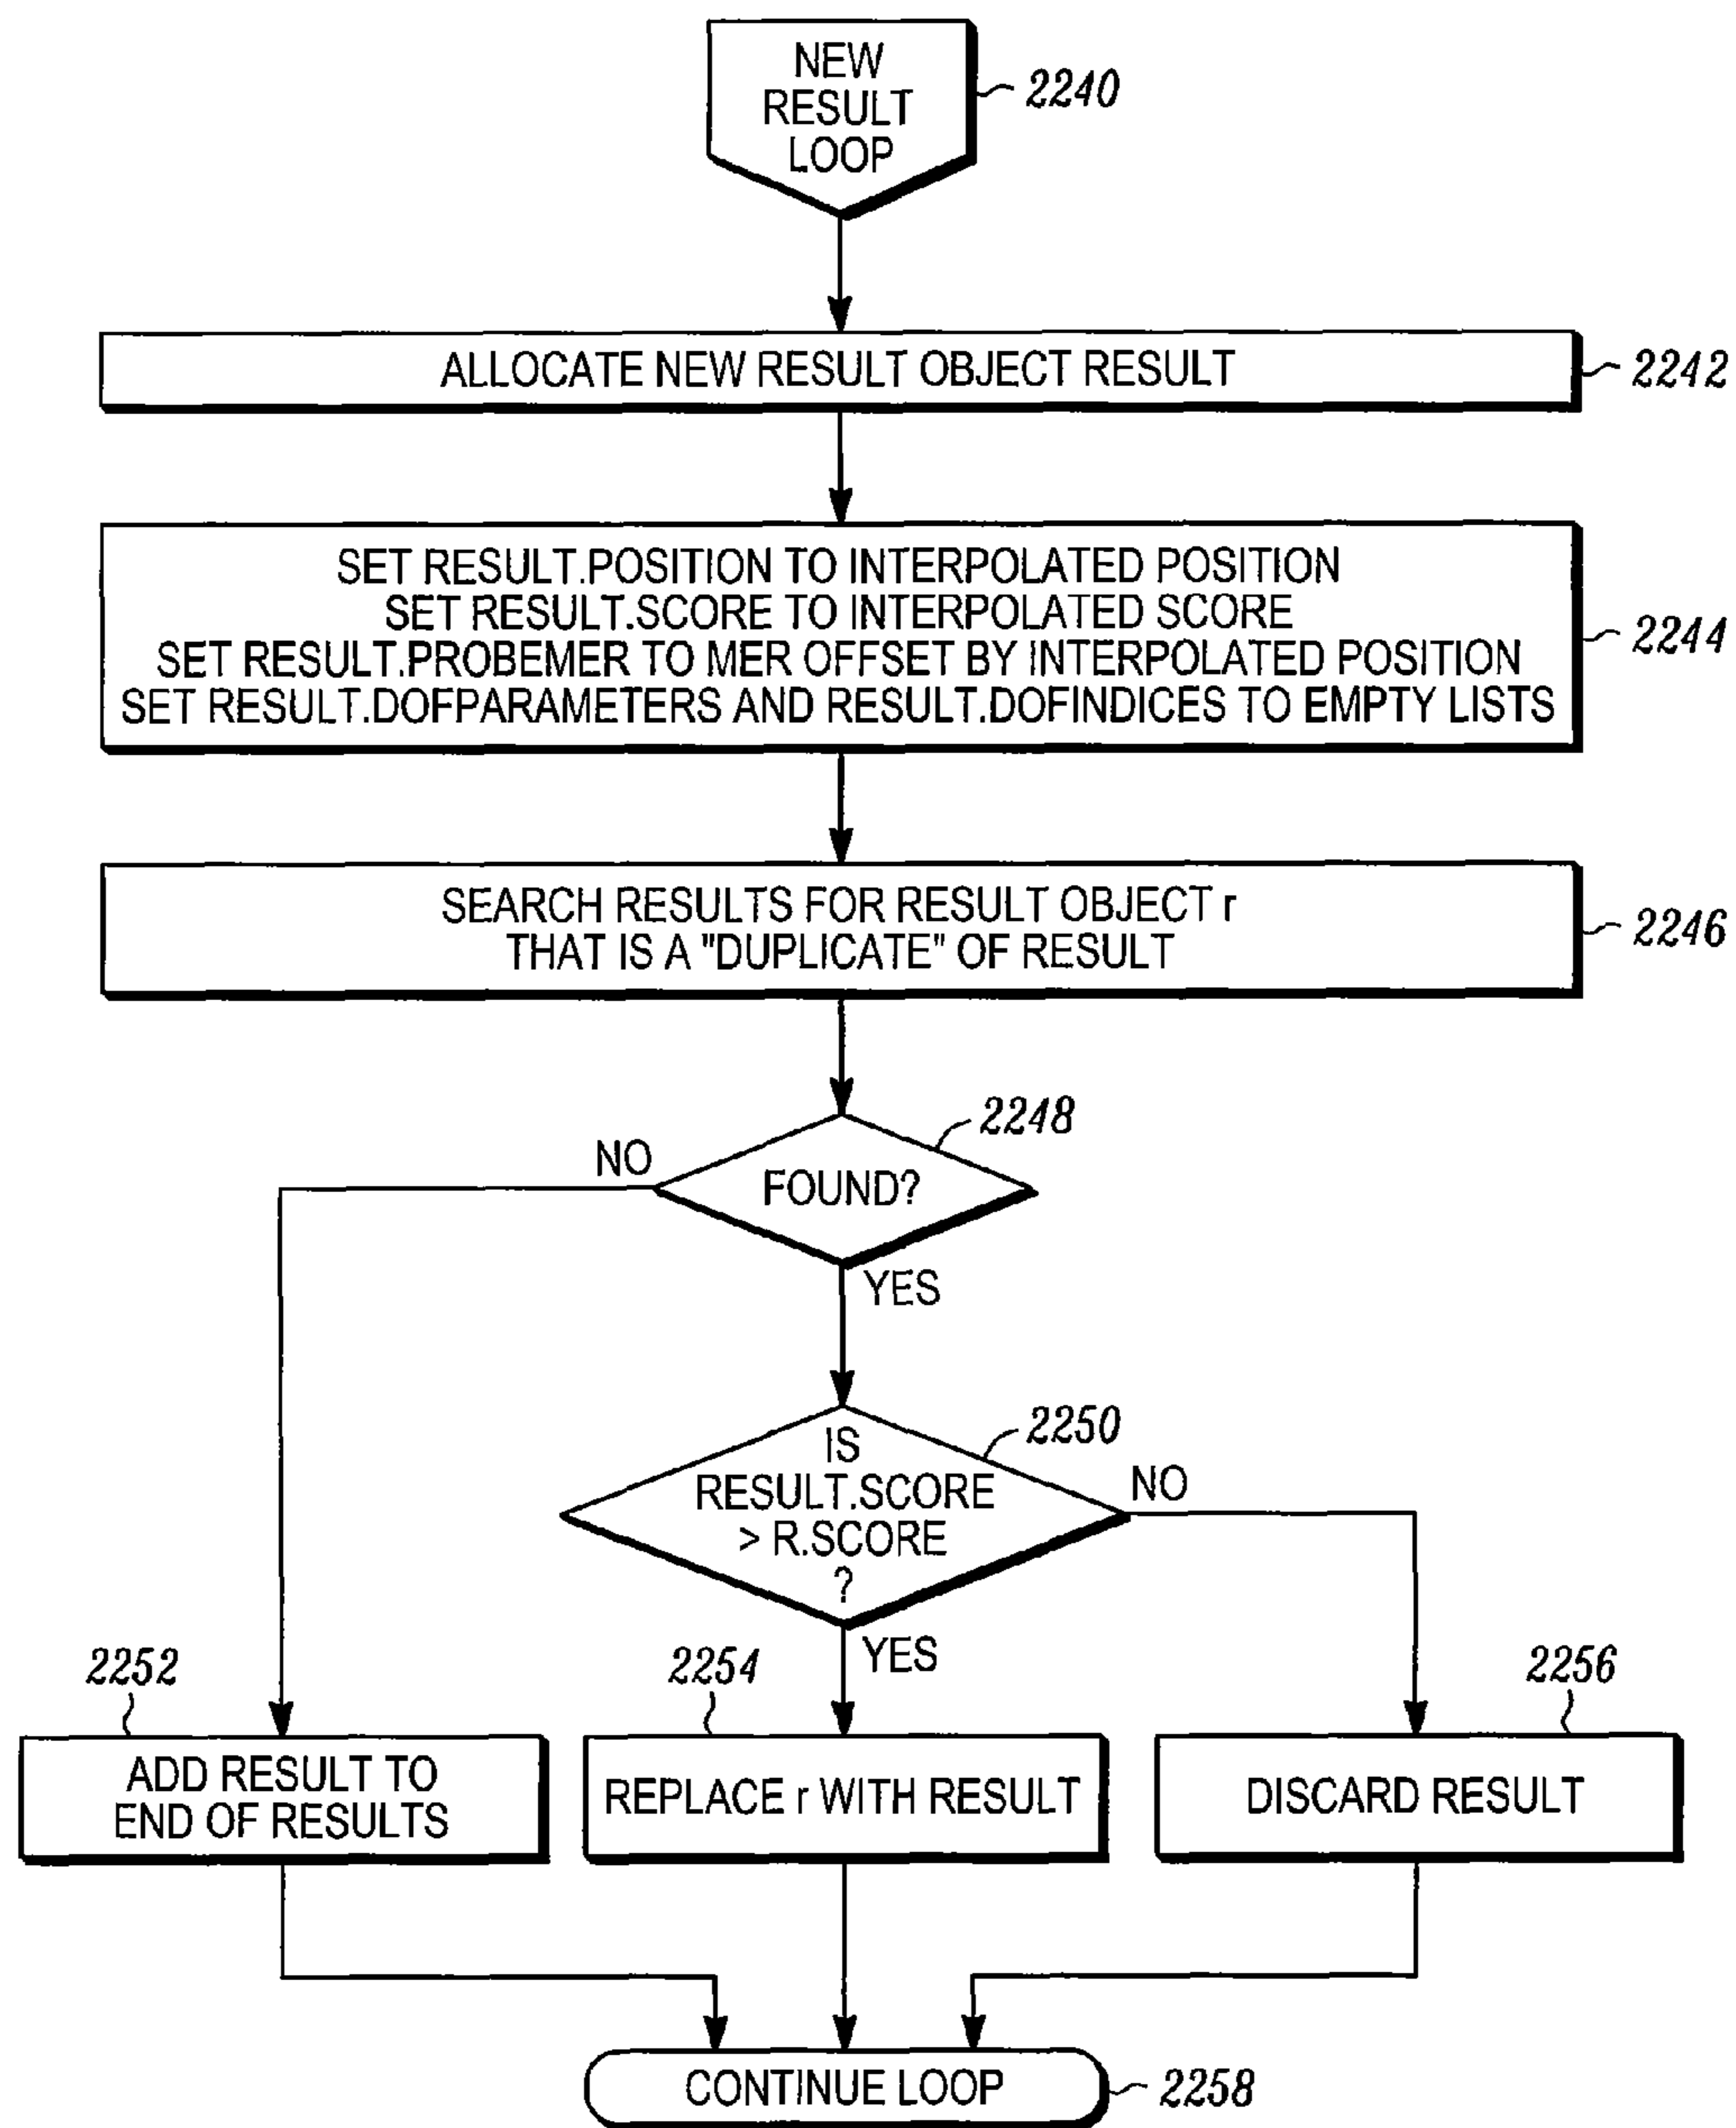 NEW
RESULT
LOOP
2240
ALLOCATE NEW RESULT OBJECT RESULT
2242
SET RESULT.POSITION TO INTERPOLATED POSITION
SET RESULT.SCORE TO INTERPOLATED SCORE
SET RESULT.PROBEMER TO MER OFFSET BY INTERPOLATED POSITION
SET RESULT.DOFPARAMETERS AND RESULT.DOFINDICES TO EMPTY LISTS
2244
SEARCH RESULTS FOR RESULT OBJECT r
THAT IS A "DUPLICATE" OF RESULT
2246
2248
NO
FOUND?
YES
2250
IS
RESULT.SCORE
> R.SCORE
?
NO
YES
2252
ADD RESULT TO
END OF RESULTS
2254
REPLACE r WITH RESULT
2256
DISCARD RESULT
CONTINUE LOOP
2258